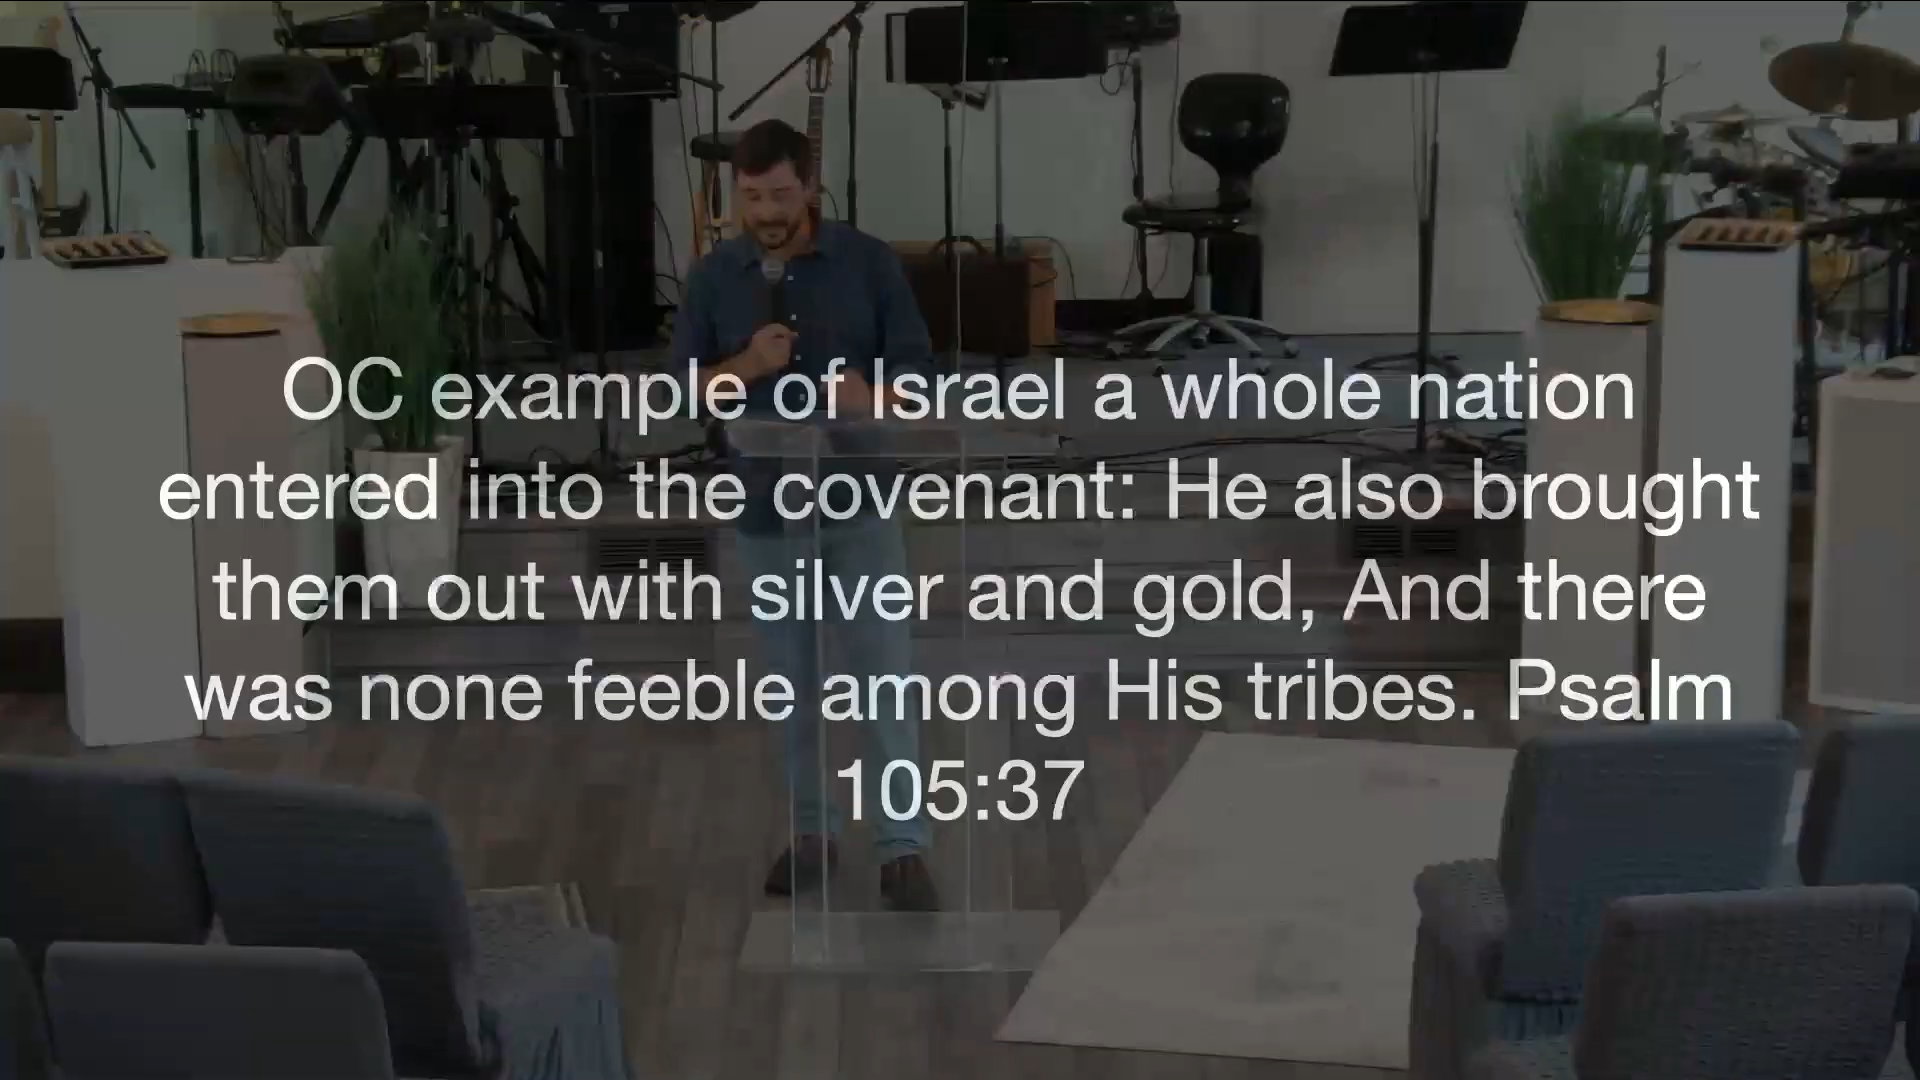 OC example of Israel a whole nation
entered into the covenant: He also brought
them out with silver and gold, And there
was none feeble among His tribes. Psalm
105:37